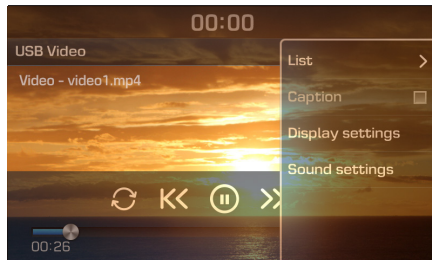 00:00
USB Video
Video - video1.mp4
List
Caption
Display settings
Sound settings
00:26